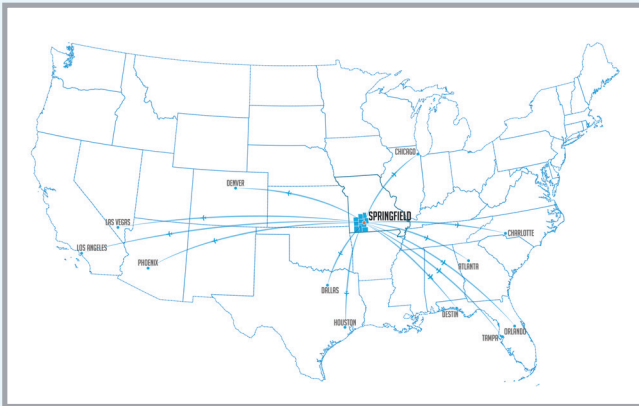 CHICAGO
DENVER
SPRINGFIELD
LAS VEGAS
CHARLOTTE
LOS ANGELES
PHOENIX
ATLANTA
DALLAS
DESTIN
HOUSTON
ORLANDO
TAMPA